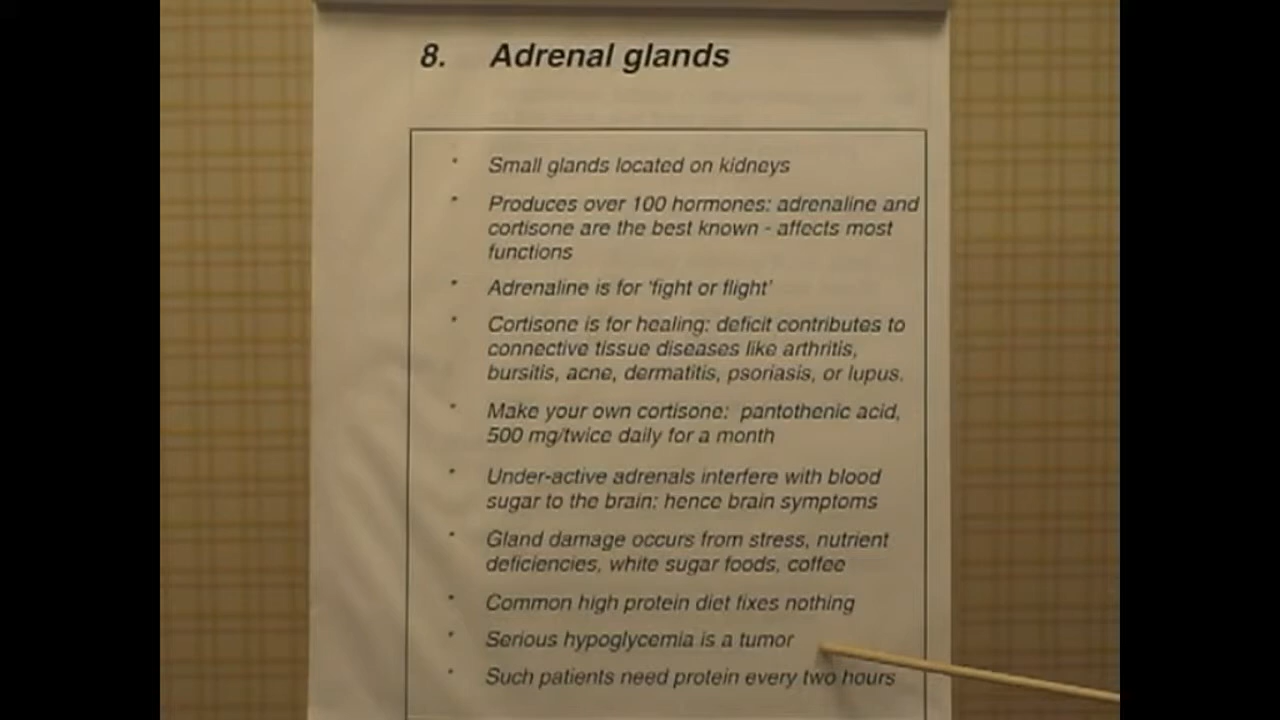 8. Adrenal glands
· Small glands located on kidneys
· Produces over 100 hormones: adrenaline and
cortisone are the best known - affects most
functions
· Adrenaline is for 'fight or flight'
· Cortisone is for healing: deficit contributes to
connective tissue diseases like arthritis,
bursitis, acne, dermatitis, psoriasis, or lupus.
· Make your own cortisone: pantothenic acid,
500 mg/twice daily for a month
· Under-active adrenals interfere with blood
sugar to the brain: hence brain symptoms
· Gland damage occurs from stress, nutrient
deficiencies, white sugar foods, coffee
· Common high protein diet fixes nothing
· Serious hypoglycemia is a tumor
· Such patients need protein every two hours